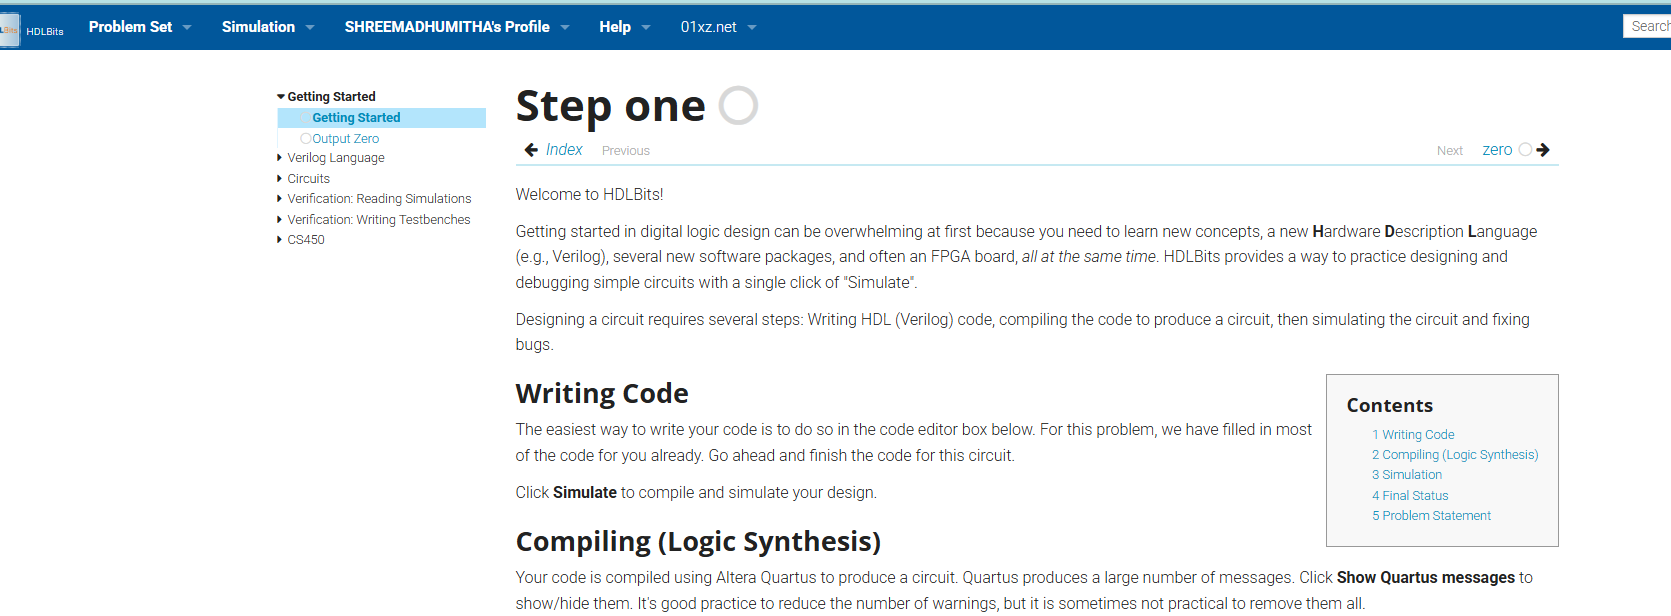 HDLBits
Problem Set
Simulation
SHREEMADHUMITHA's Profile
Help
01xz.net
Search
Getting Started
Getting Started
Output Zero
Verilog Language
Circuits
Verification: Reading Simulations
Verification: Writing Testbenches
CS450
Step one
Index Previous
Next zero
Welcome to HDLBits!
Getting started in digital logic design can be overwhelming at first because you need to learn new concepts, a new Hardware Description Language
(e.g., Verilog), several new software packages, and often an FPGA board, all at the same time. HDLBits provides a way to practice designing and
debugging simple circuits with a single click of "Simulate".
Designing a circuit requires several steps: Writing HDL (Verilog) code, compiling the code to produce a circuit, then simulating the circuit and fixing
bugs.
Writing Code
The easiest way to write your code is to do so in the code editor box below. For this problem, we have filled in most
of the code for you already. Go ahead and finish the code for this circuit.
Click Simulate to compile and simulate your design.
Contents
1 Writing Code
2 Compiling (Logic Synthesis)
3 Simulation
4 Final Status
5 Problem Statement
Compiling (Logic Synthesis)
Your code is compiled using Altera Quartus to produce a circuit. Quartus produces a large number of messages. Click Show Quartus messages to
show/hide them. It's good practice to reduce the number of warnings, but it is sometimes not practical to remove them all.